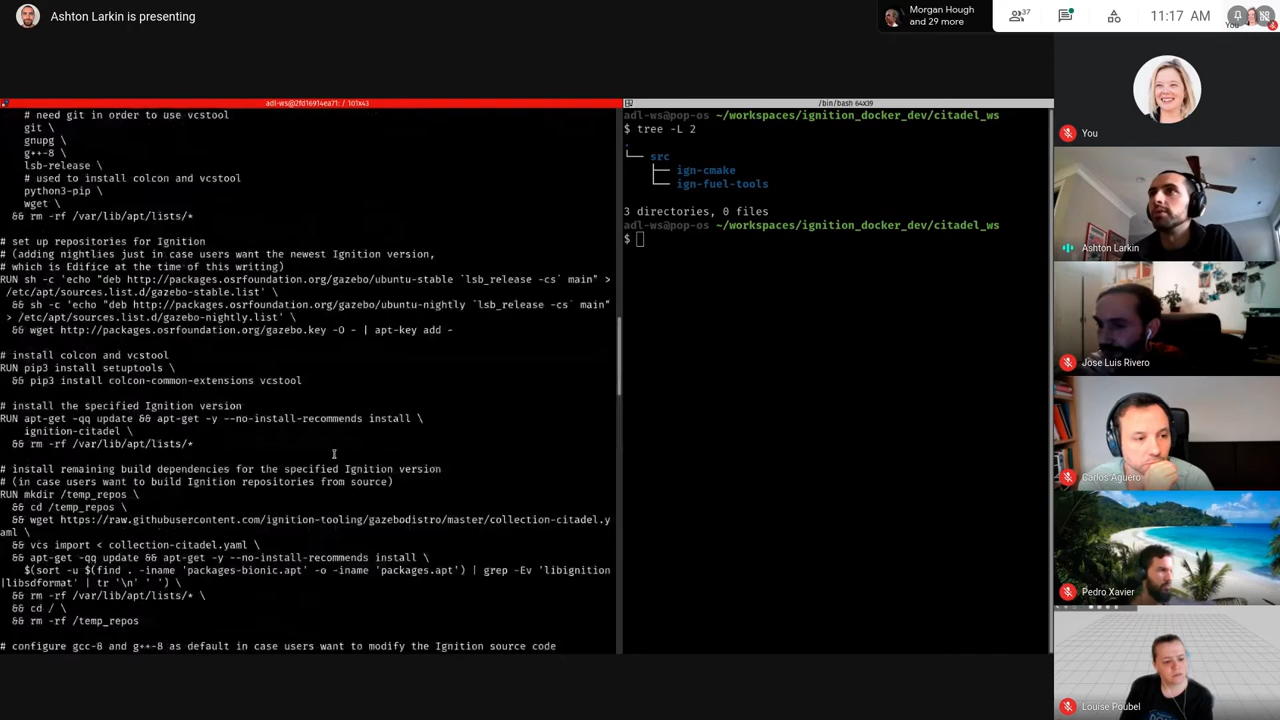 Ashton Larkin is presenting
Morgan Hough
and 29 more
37
11:17 AM
You
adl-ws@2fd16914ea71: / 101x43
# need git in order to use vcstool
git \
gnupg \
g++-8 \
lsb-release \
# used to install colcon and vcstool
python3-pip \
wget \
&& rm -rf /var/lib/apt/lists/*
# set up repositories for Ignition
# (adding nightlies just in case users want the newest Ignition version,
# which is Edifice at the time of this writing)
RUN sh -c 'echo "deb http://packages.osrfoundation.org/gazebo/ubuntu-stable `lsb_release -cs` main" >
/etc/apt/sources.list.d/gazebo-stable.list' \
&& sh -c 'echo "deb http://packages.osrfoundation.org/gazebo/ubuntu-nightly `lsb_release -cs` main"
> /etc/apt/sources.list.d/gazebo-nightly.list' \
&& wget http://packages.osrfoundation.org/gazebo.key -O - | apt-key add -
# install colcon and vcstool
RUN pip3 install setuptools \
&& pip3 install colcon-common-extensions vcstool
# install the specified Ignition version
RUN apt-get -qq update && apt-get -y --no-install-recommends install \
ignition-citadel \
&& rm -rf /var/lib/apt/lists/*
# install remaining build dependencies for the specified Ignition version
# (in case users want to build Ignition repositories from source)
RUN mkdir /temp_repos \
&& cd /temp_repos \
&& wget https://raw.githubusercontent.com/ignition-tooling/gazebodistro/master/collection-citadel.y
aml \
&& vcs import < collection-citadel.yaml \
&& apt-get -qq update && apt-get -y --no-install-recommends install \
$(sort -u $(find . -iname 'packages-bionic.apt' -o -iname 'packages.apt') | grep -Ev 'libignition
|libsdformat' | tr '\n' ' ') \
&& rm -rf /var/lib/apt/lists/* \
&& cd / \
&& rm -rf /temp_repos
# configure gcc-8 and g++-8 as default in case users want to modify the Ignition source code
/bin/bash 64x39
adl-ws@pop-os ~/workspaces/ignition_docker_dev/citadel_ws
$ tree -L 2
.
└── src
├── ign-cmake
└── ign-fuel-tools
3 directories, 0 files
adl-ws@pop-os ~/workspaces/ignition_docker_dev/citadel_ws
$
You
Ashton Larkin
Jose Luis Rivero
Carlos Agüero
Pedro Xavier
Louise Poubel